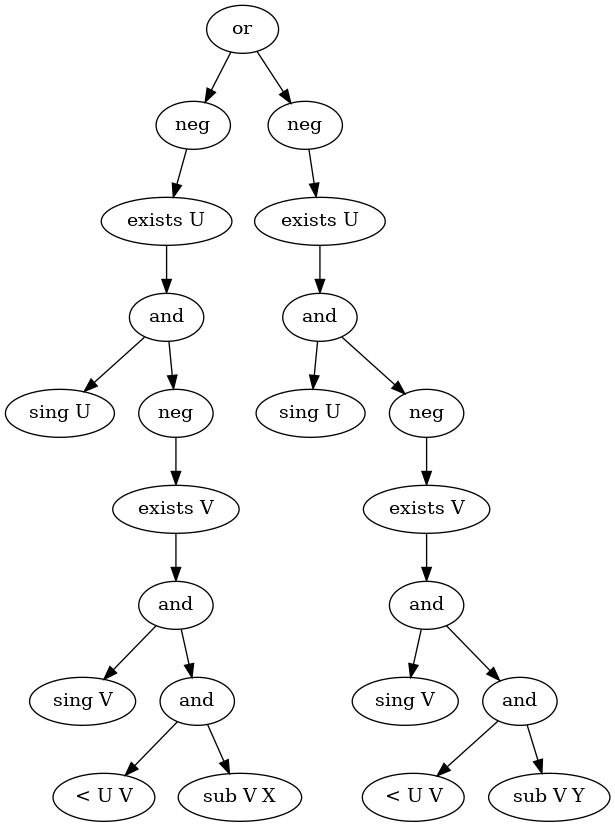 or
neg neg
exists U exists U
and and
sing U neg sing U neg
exists V exists V
and and
sing V and sing V and
< U V sub V X < U V sub V Y